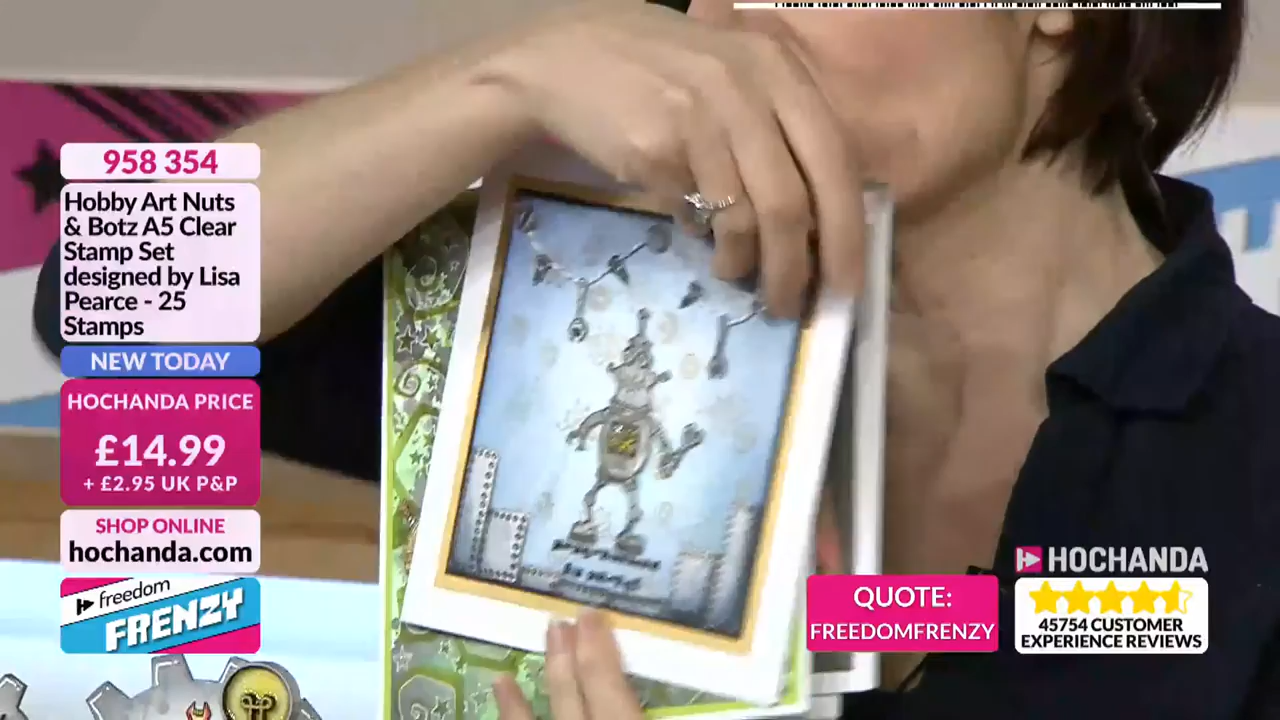 958 354
Hobby Art Nuts
& Botz A5 Clear
Stamp Set
designed by Lisa
Pearce - 25
Stamps
NEW TODAY
HOCHANDA PRICE
£14.99
+ £2.95 UK P&P
SHOP ONLINE
hochanda.com
freedom
FRENZY
QUOTE:
FREEDOMFRENZY
HOCHANDA
45754 CUSTOMER
EXPERIENCE REVIEWS